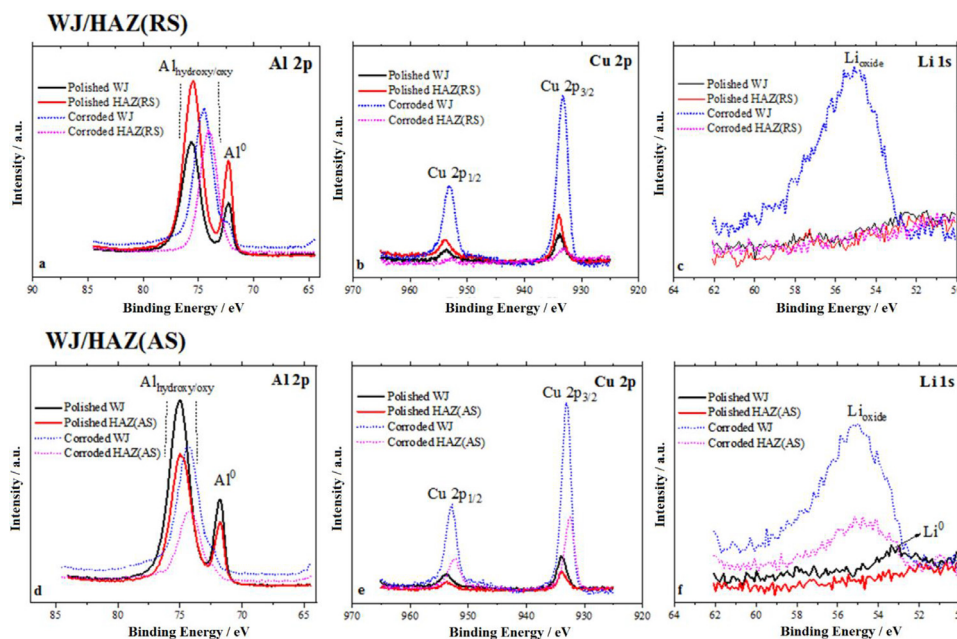 WJ/HAZ(RS)
Al 2p
Al hydroxy/oxy
Polished WJ
Polished HAZ(RS)
Corroded WJ
Corroded HAZ(RS)
Al0
a
90 85 80 75 70 65
Binding Energy / eV
Intensity / a.u.
Cu 2p
Cu 2p3/2
Polished WJ
Polished HAZ(RS)
Corroded WJ
Corroded HAZ(RS)
Cu 2p1/2
b
970 960 950 940 930 920
Binding Energy / eV
Intensity / a.u.
Li 1s
Lioxide
Polished WJ
Polished HAZ(RS)
Corroded WJ
Corroded HAZ(RS)
c
64 62 60 58 56 54 52 50
Binding Energy / eV
Intensity / a.u.
WJ/HAZ(AS)
Al 2p
Al hydroxy/oxy
Polished WJ
Polished HAZ(AS)
Corroded WJ
Corroded HAZ(AS)
Al0
d
85 80 75 70 65
Binding Energy / eV
Intensity / a.u.
Cu 2p
Cu 2p3/2
Polished WJ
Polished HAZ(AS)
Corroded WJ
Corroded HAZ(AS)
Cu 2p1/2
e
970 960 950 940 930 920
Binding Energy / eV
Intensity / a.u.
Li 1s
Lioxide
Polished WJ
Polished HAZ(AS)
Corroded WJ
Corroded HAZ(AS)
Li0
f
64 62 60 58 56 54 52 50
Binding Energy / eV
Intensity / a.u.